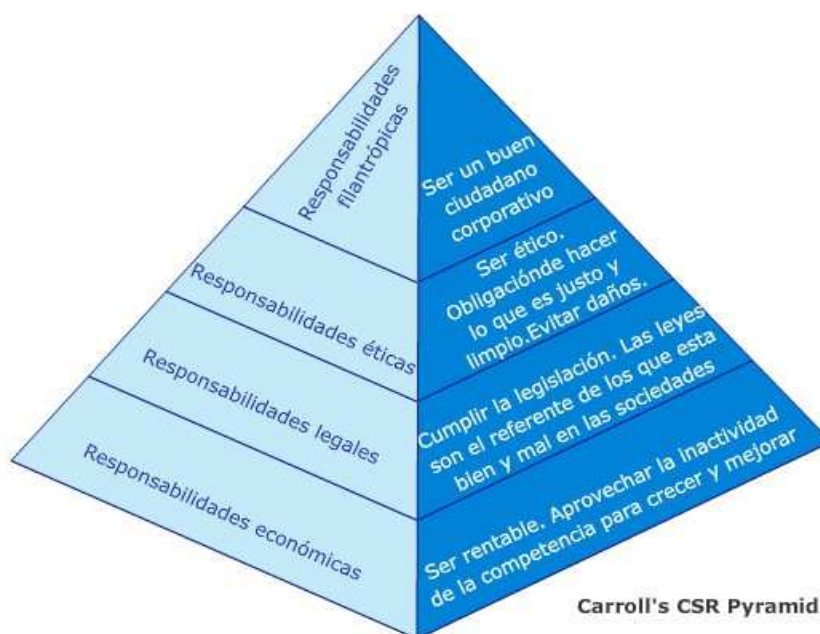 Responsabilidades
filantrópicas
Ser un buen
ciudadano
corporativo
Responsabilidades éticas
Ser ético.
Obligaciónde hacer
lo que es justo y
limpio.Evitar daños.
Responsabilidades legales
Cumplir la legislación. Las leyes
son el referente de los que esta
bien y mal en las sociedades
Responsabilidades económicas
Ser rentable. Aprovechar la inactividad
de la competencia para crecer y mejorar
Carroll's CSR Pyramid